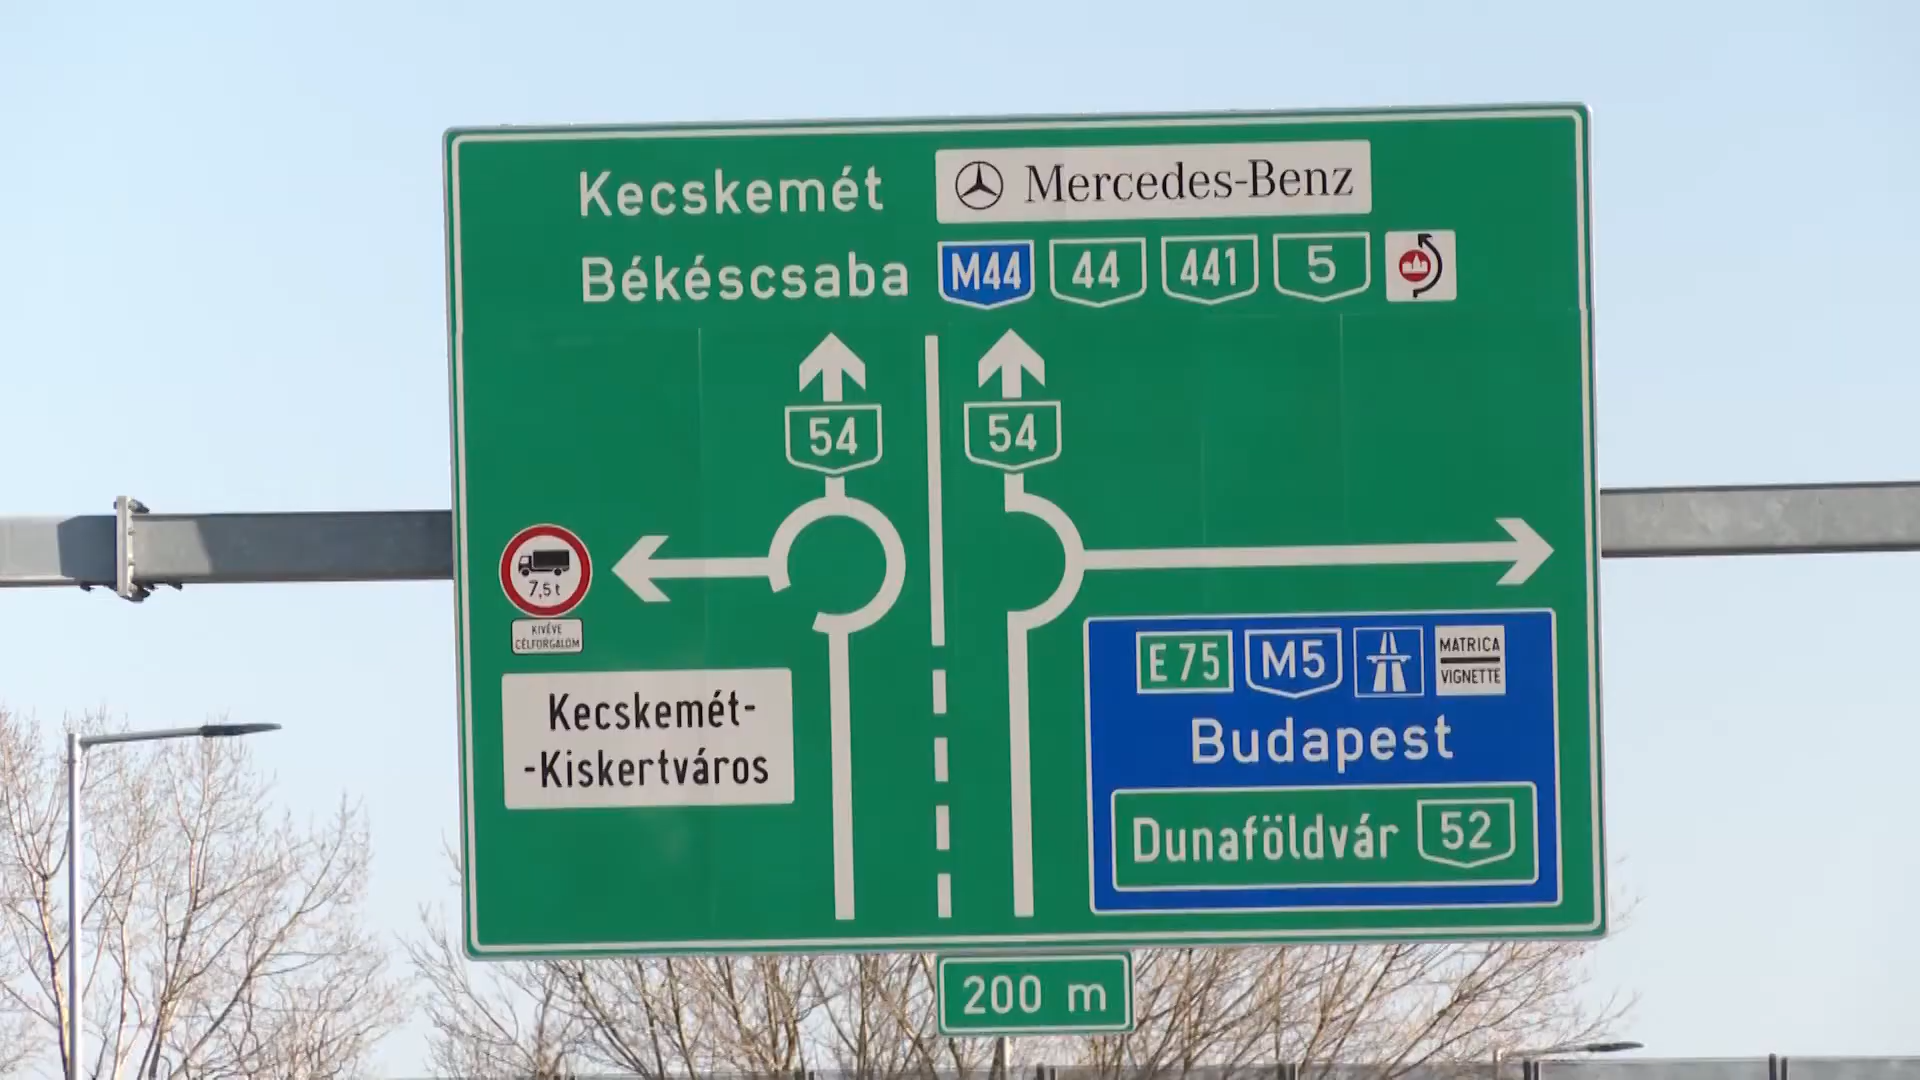 Kecskemét Mercedes-Benz
Békéscsaba M44 44 441 5
54 54
7,5 t
KIVÉVE
CÉLFORGALOM
Kecskemét-
-Kiskertváros
E 75 M5 MATRICA
VIGNETTE
Budapest
Dunaföldvár 52
200 m